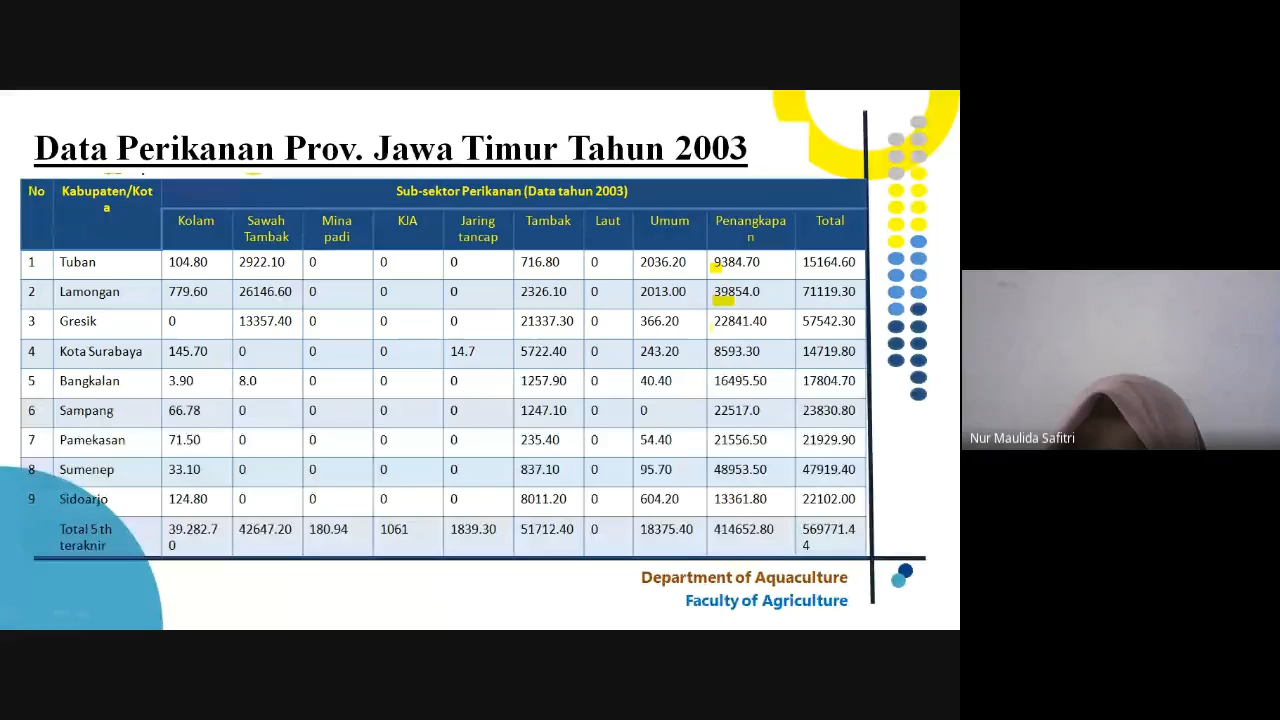 Data Perikanan Prov. Jawa Timur Tahun 2003
No Kabupaten/Kot
a Sub-sektor Perikanan (Data tahun 2003)
Kolam Sawah Tambak Mina padi KJA Jaring tancap Tambak Laut Umum Penangkapa
n Total
1 Tuban 104.80 2922.10 0 0 0 716.80 0 2036.20 9384.70 15164.60
2 Lamongan 779.60 26146.60 0 0 0 2326.10 0 2013.00 39854.0 71119.30
3 Gresik 0 13357.40 0 0 0 21337.30 0 366.20 22841.40 57542.30
4 Kota Surabaya 145.70 0 0 0 14.7 5722.40 0 243.20 8593.30 14719.80
5 Bangkalan 3.90 8.0 0 0 0 1257.90 0 40.40 16495.50 17804.70
6 Sampang 66.78 0 0 0 0 1247.10 0 0 22517.0 23830.80
7 Pamekasan 71.50 0 0 0 0 235.40 0 54.40 21556.50 21929.90
8 Sumenep 33.10 0 0 0 0 837.10 0 95.70 48953.50 47919.40
9 Sidoarjo 124.80 0 0 0 0 8011.20 0 604.20 13361.80 22102.00
Total 5 th 39.282.7 42647.20 180.94 1061 1839.30 51712.40 0 18375.40 414652.80 569771.4
teraknir 0 4
Department of Aquaculture
Faculty of Agriculture
Nur Maulida Safitri